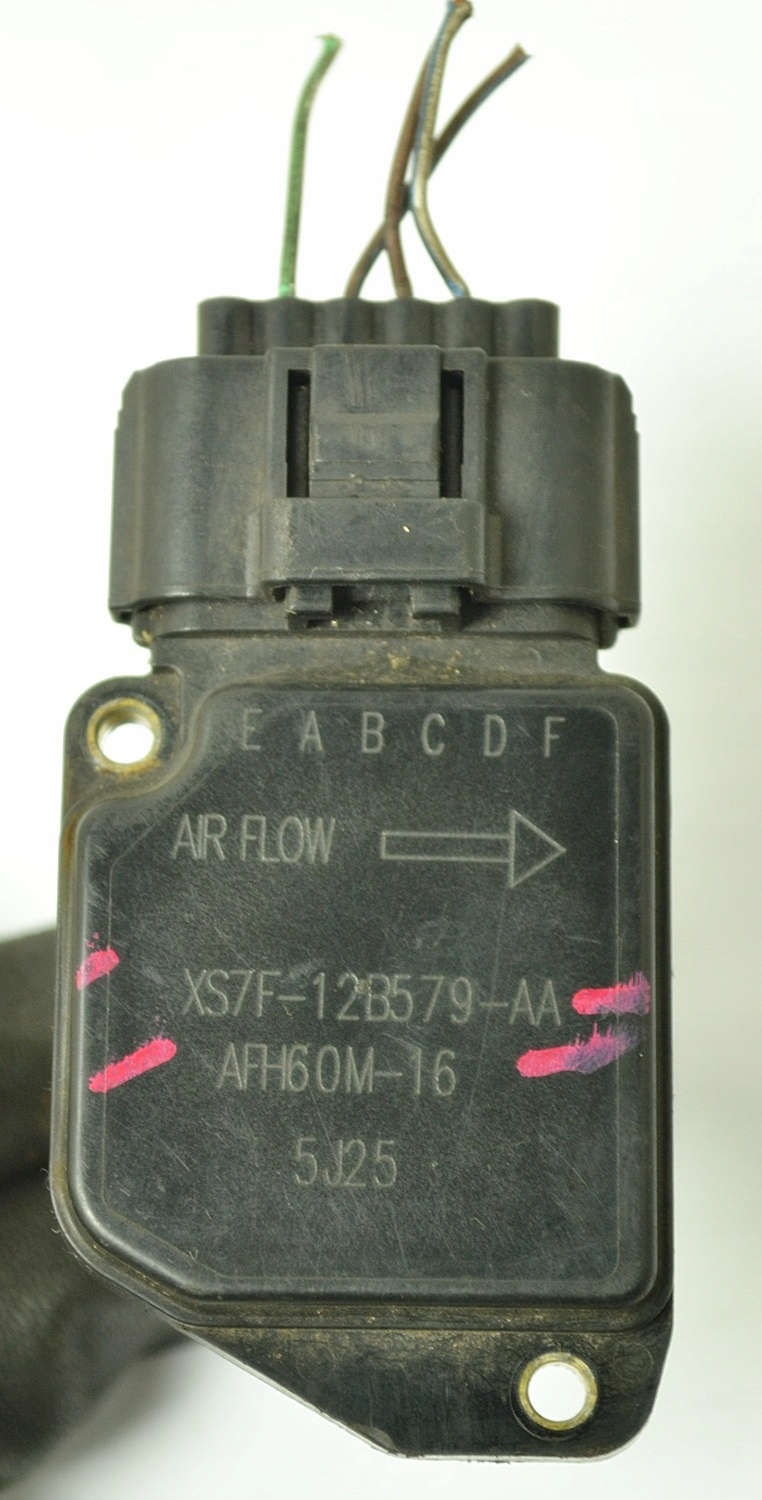 E A B C D F
AIR FLOW
XS7F-12B579-AA
AFH60M-16
5J25